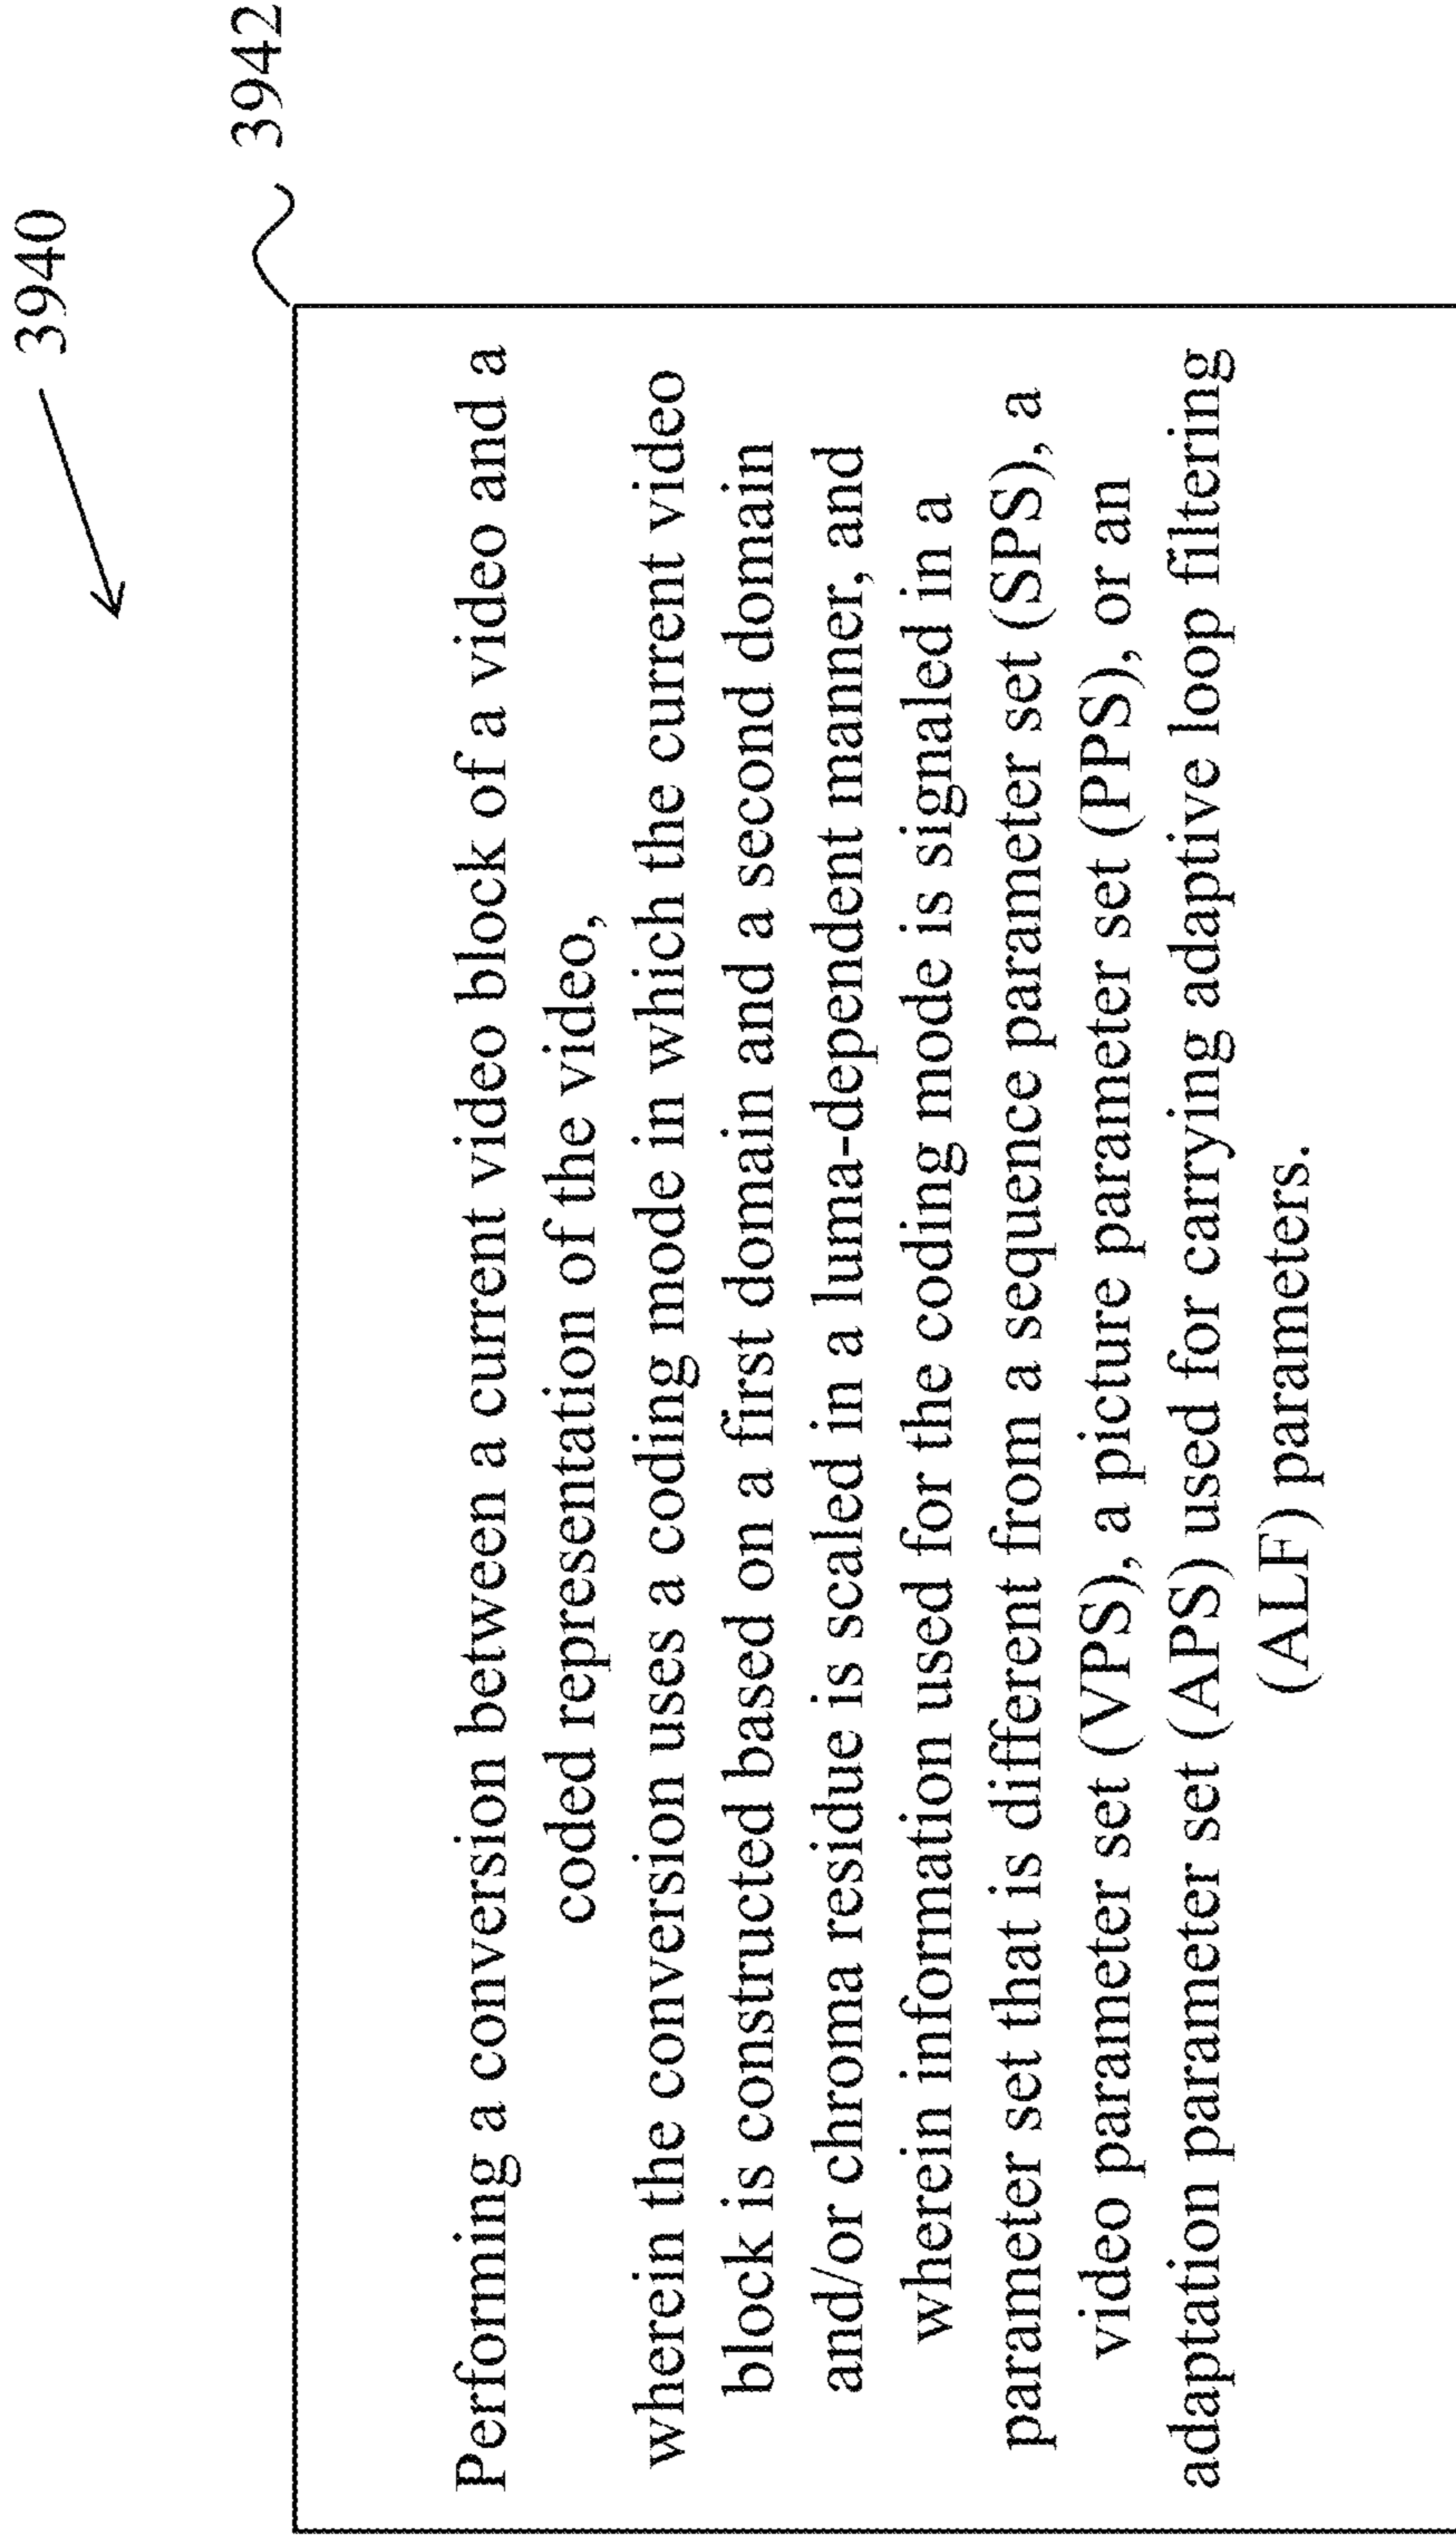 3940
3942
Performing a conversion between a current video block of a video and a
coded representation of the video,
wherein the conversion uses a coding mode in which the current video
block is constructed based on a first domain and a second domain
and/or chroma residue is scaled in a luma-dependent manner, and
wherein information used for the coding mode is signaled in a
parameter set that is different from a sequence parameter set (SPS), a
video parameter set (VPS), a picture parameter set (PPS), or an
adaptation parameter set (APS) used for carrying adaptive loop filtering
(ALF) parameters.